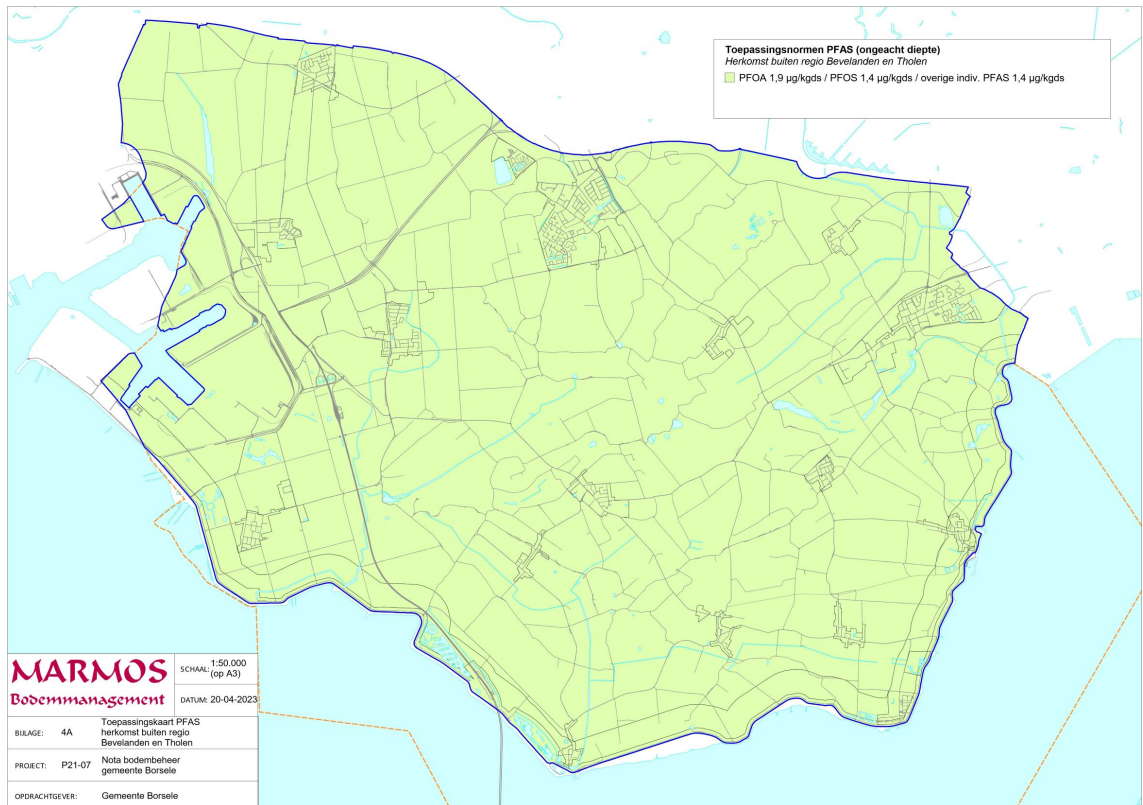 Toepassingsnormen PFAS (ongeacht diepte)
Herkomst buiten regio Bevelanden en Tholen
PFOA 1,9 µg/kgds / PFOS 1,4 µg/kgds / overige indiv. PFAS 1,4 µg/kgds
MARMOS
Bodemmanagement
SCHAAL: 1:50.000
(op A3)
DATUM: 20-04-2023
BIJLAGE: 4A Toepassingskaart PFAS
herkomst buiten regio
Bevelanden en Tholen
PROJECT: P21-07 Nota bodembeheer
gemeente Borsele
OPDRACHTGEVER: Gemeente Borsele